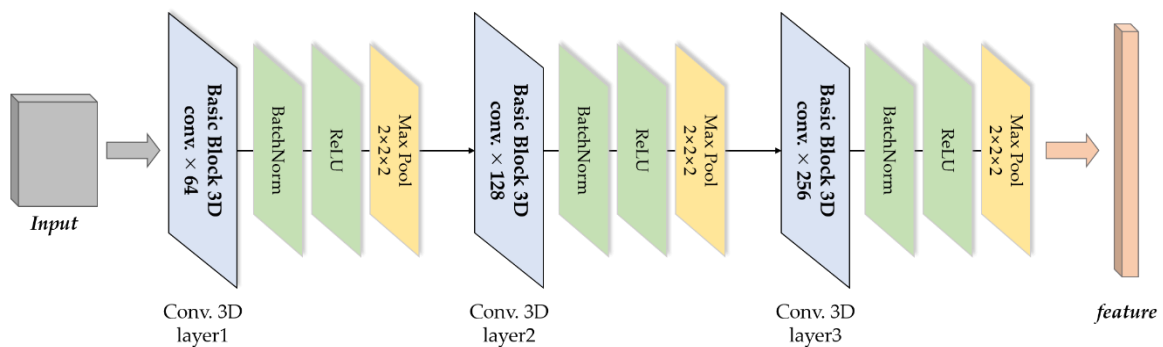 Input
Basic Block 3D
conv. × 64
BatchNorm
ReLU
Max Pool
2×2×2
Conv. 3D
layer1
Basic Block 3D
conv. × 128
BatchNorm
ReLU
Max Pool
2×2×2
Conv. 3D
layer2
Basic Block 3D
conv. × 256
BatchNorm
ReLU
Max Pool
2×2×2
Conv. 3D
layer3
feature